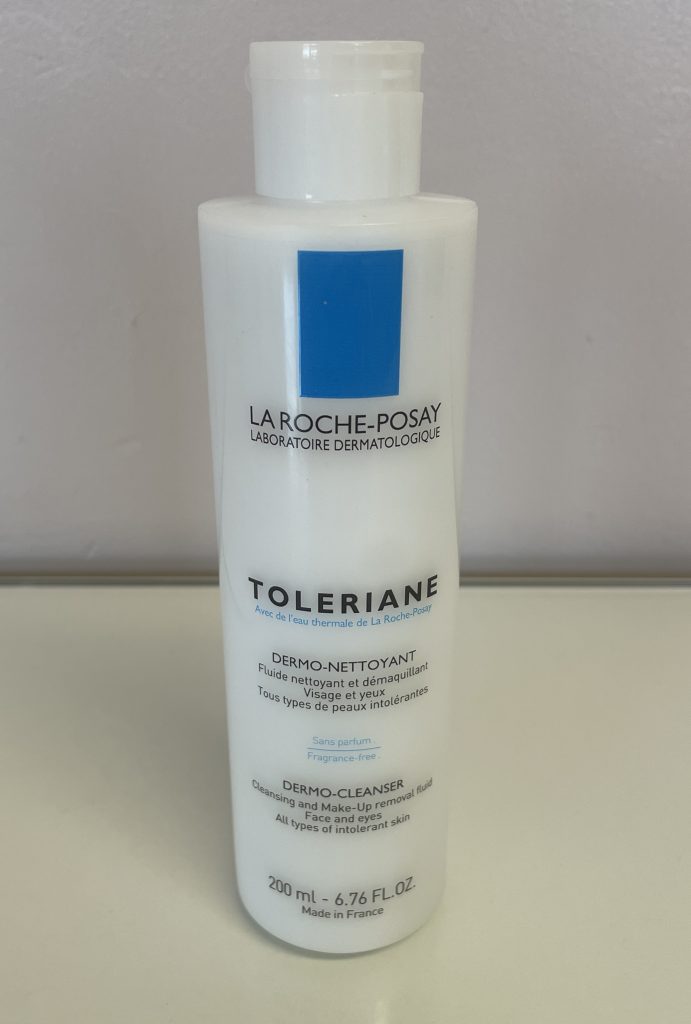 LA ROCHE-POSAY
LABORATOIRE DERMATOLOGIQUE
TOLERIANE
Avec de l'eau thermale de La Roche-Posay
DERMO-NETTOYANT
Fluide nettoyant et démaquillant
Visage et yeux
Tous types de peaux intolérantes
Sans parfum
Fragrance-free.
DERMO-CLEANSER
Cleansing and Make-Up removal fluid
Face and eyes
All types of intolerant skin
200 ml - 6.76 FL.OZ.
Made in France